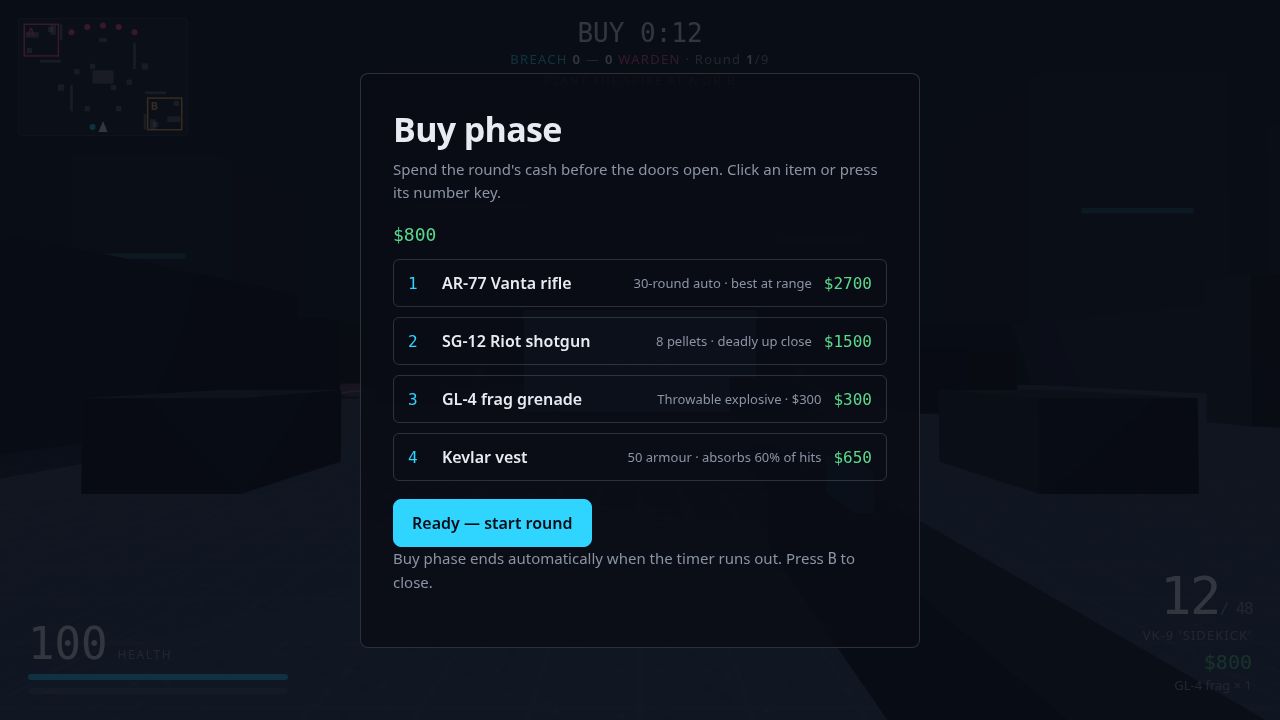 BUY 0:12
BREACH 0 — 0 WARDEN · Round 1/9
A
B
Buy phase
Spend the round's cash before the doors open. Click an item or press
its number key.
$800
1 AR-77 Vanta rifle 30-round auto · best at range $2700
2 SG-12 Riot shotgun 8 pellets · deadly up close $1500
3 GL-4 frag grenade Throwable explosive · $300 $300
4 Kevlar vest 50 armour · absorbs 60% of hits $650
Ready — start round
Buy phase ends automatically when the timer runs out. Press B to
close.
100 HEALTH
12 / 48
VK-9 'SIDEKICK'
$800
GL-4 frag × 1